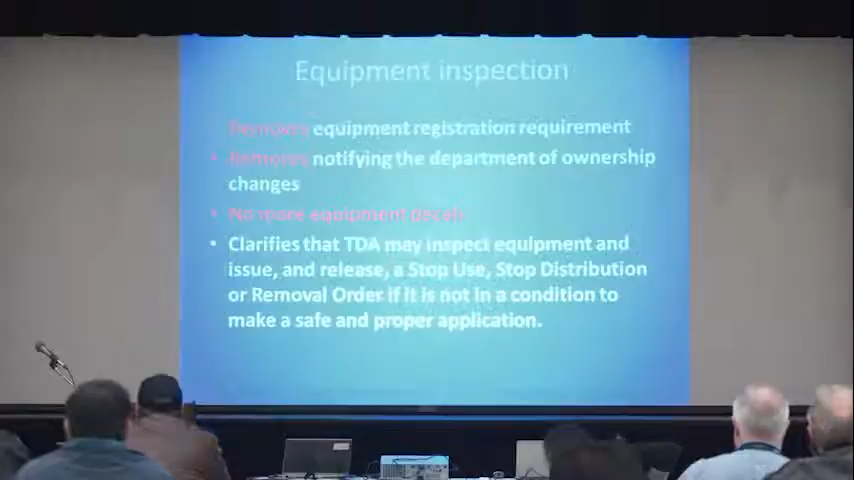 Equipment inspection
Removes equipment registration requirement
• Removes notifying the department of ownership
changes
• No more equipment decals
• Clarifies that TDA may inspect equipment and
issue, and release, a Stop Use, Stop Distribution
or Removal Order if it is not in a condition to
make a safe and proper application.